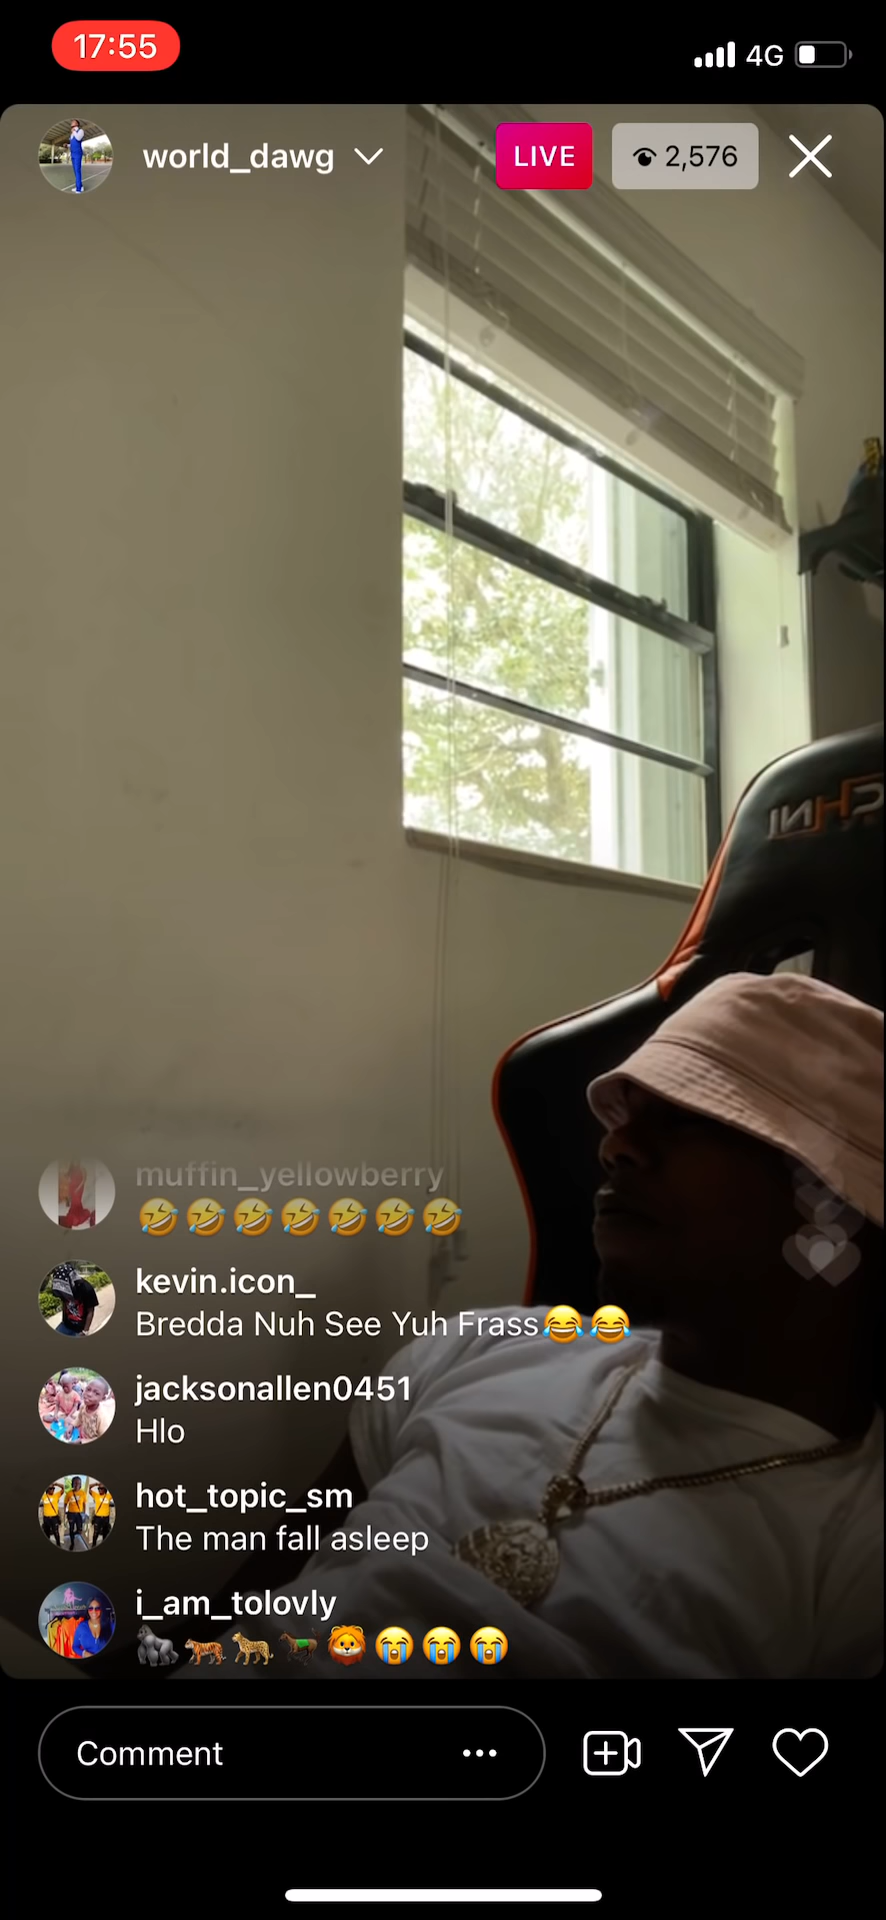 17:55
4G
world_dawg
LIVE
2,576
muffin_yellowberry
🤣🤣🤣🤣🤣🤣🤣
kevin.icon_
Bredda Nuh See Yuh Frass😂😂
jacksonallen0451
Hlo
hot_topic_sm
The man fall asleep
i_am_tolovly
🦍🐅🐆🐕‍🦺🦁😭😭😭
Comment